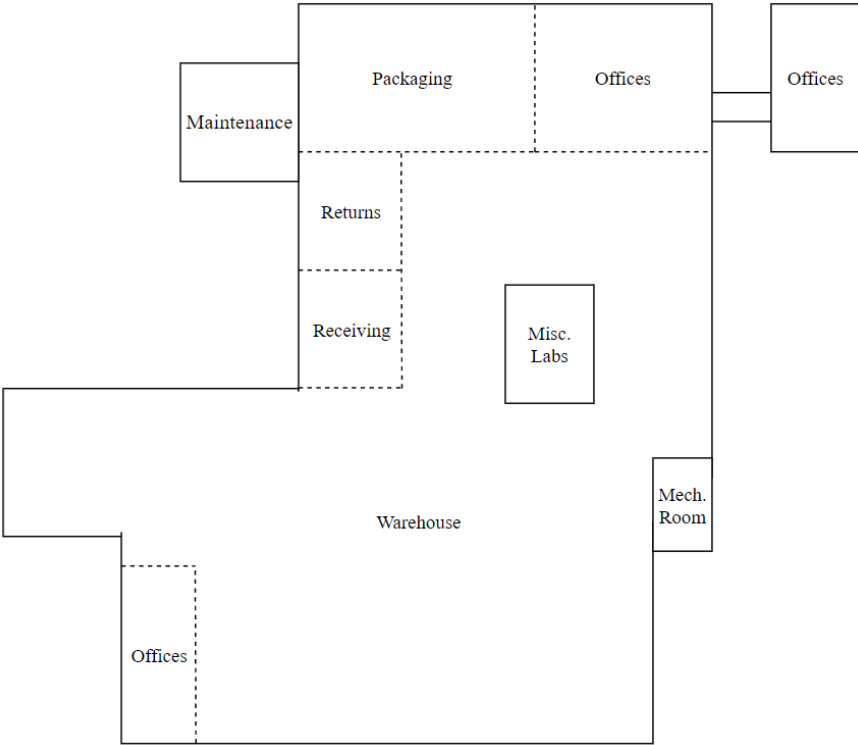 Packaging
Offices
Offices
Maintenance
Returns
Receiving
Misc.
Labs
Mech.
Room
Warehouse
Offices